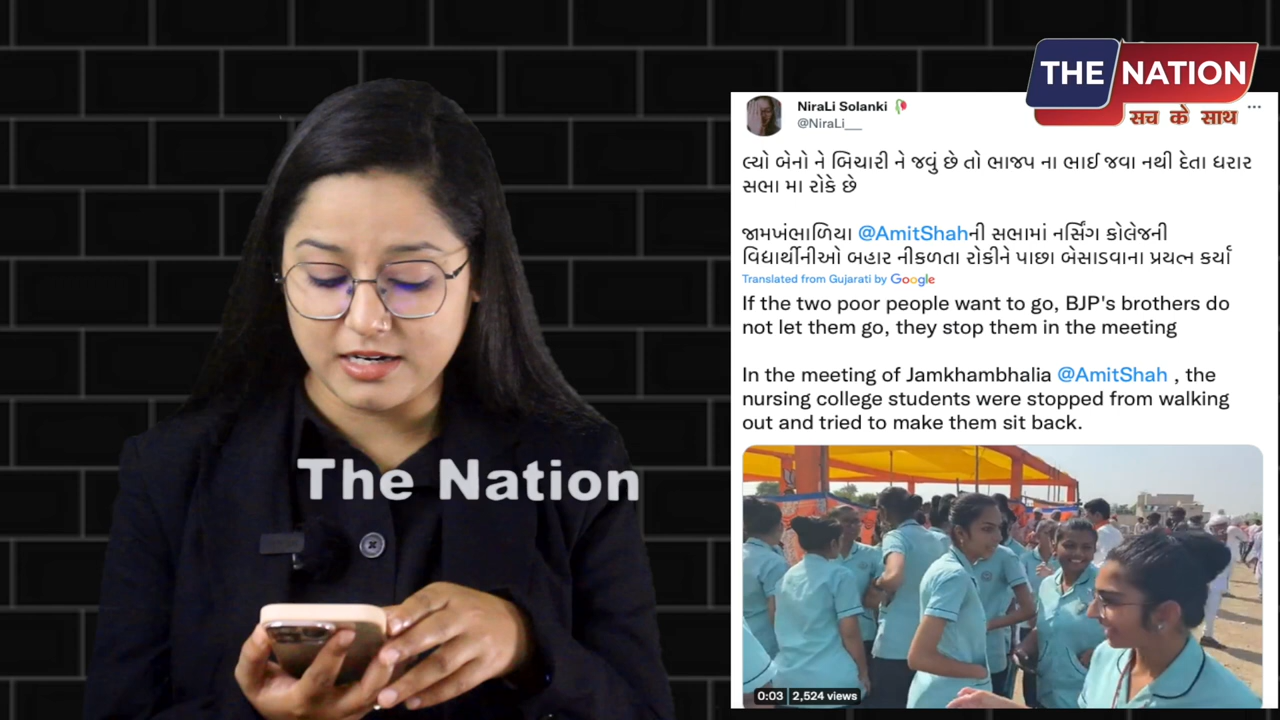 THE NATION
सच के साथ
NiraLi Solanki
@NiraLi___
લ્યો બેનો ને બિચારી ને જવું છે તો ભાજપ ના ભાઈ જવા નથી દેતા ધરાર
સભા મા રોકે છે
જામખંભાળિયા @AmitShahની સભામાં નર્સિંગ કોલેજની
વિદ્યાર્થીનીઓ બહાર નીકળતા રોકીને પાછા બેસાડવાના પ્રયત્ન કર્યા
Translated from Gujarati by Google
If the two poor people want to go, BJP's brothers do
not let them go, they stop them in the meeting
In the meeting of Jamkhambhalia @AmitShah , the
nursing college students were stopped from walking
out and tried to make them sit back.
0:03 2,524 views
The Nation